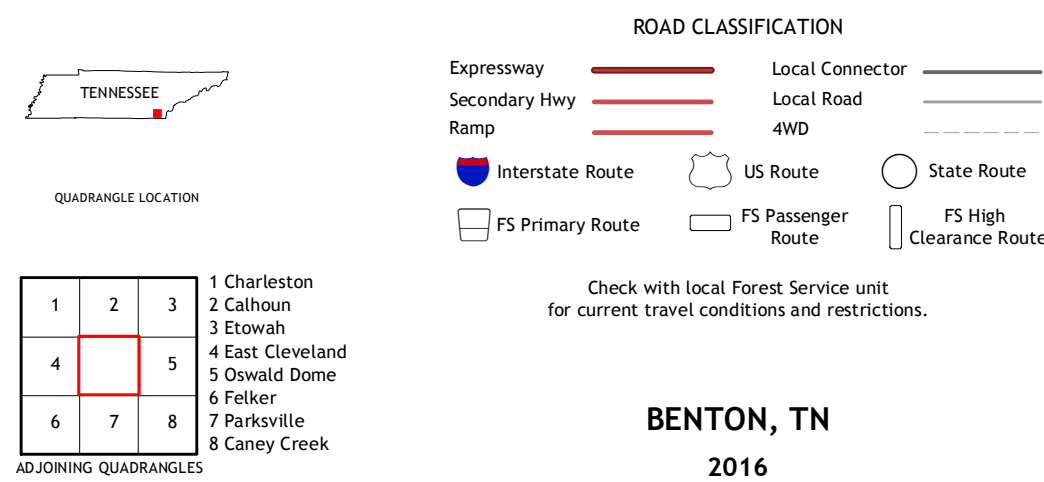 TENNESSEE
QUADRANGLE LOCATION
ROAD CLASSIFICATION
Expressway
Secondary Hwy
Ramp
Local Connector
Local Road
4WD
Interstate Route
US Route
State Route
FS Primary Route
FS Passenger
Route
FS High
Clearance Route
Check with local Forest Service unit
for current travel conditions and restrictions.
1 2 3
4 5
6 7 8
1 Charleston
2 Calhoun
3 Etowah
4 East Cleveland
5 Oswald Dome
6 Felker
7 Parksville
8 Caney Creek
ADJOINING QUADRANGLES
BENTON, TN
2016